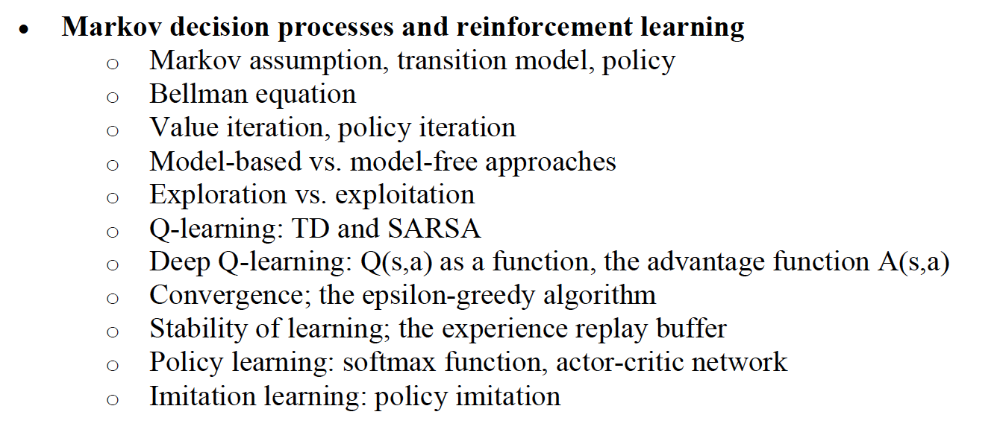 • Markov decision processes and reinforcement learning
o Markov assumption, transition model, policy
o Bellman equation
o Value iteration, policy iteration
o Model-based vs. model-free approaches
o Exploration vs. exploitation
o Q-learning: TD and SARSA
o Deep Q-learning: Q(s,a) as a function, the advantage function A(s,a)
o Convergence; the epsilon-greedy algorithm
o Stability of learning; the experience replay buffer
o Policy learning: softmax function, actor-critic network
o Imitation learning: policy imitation